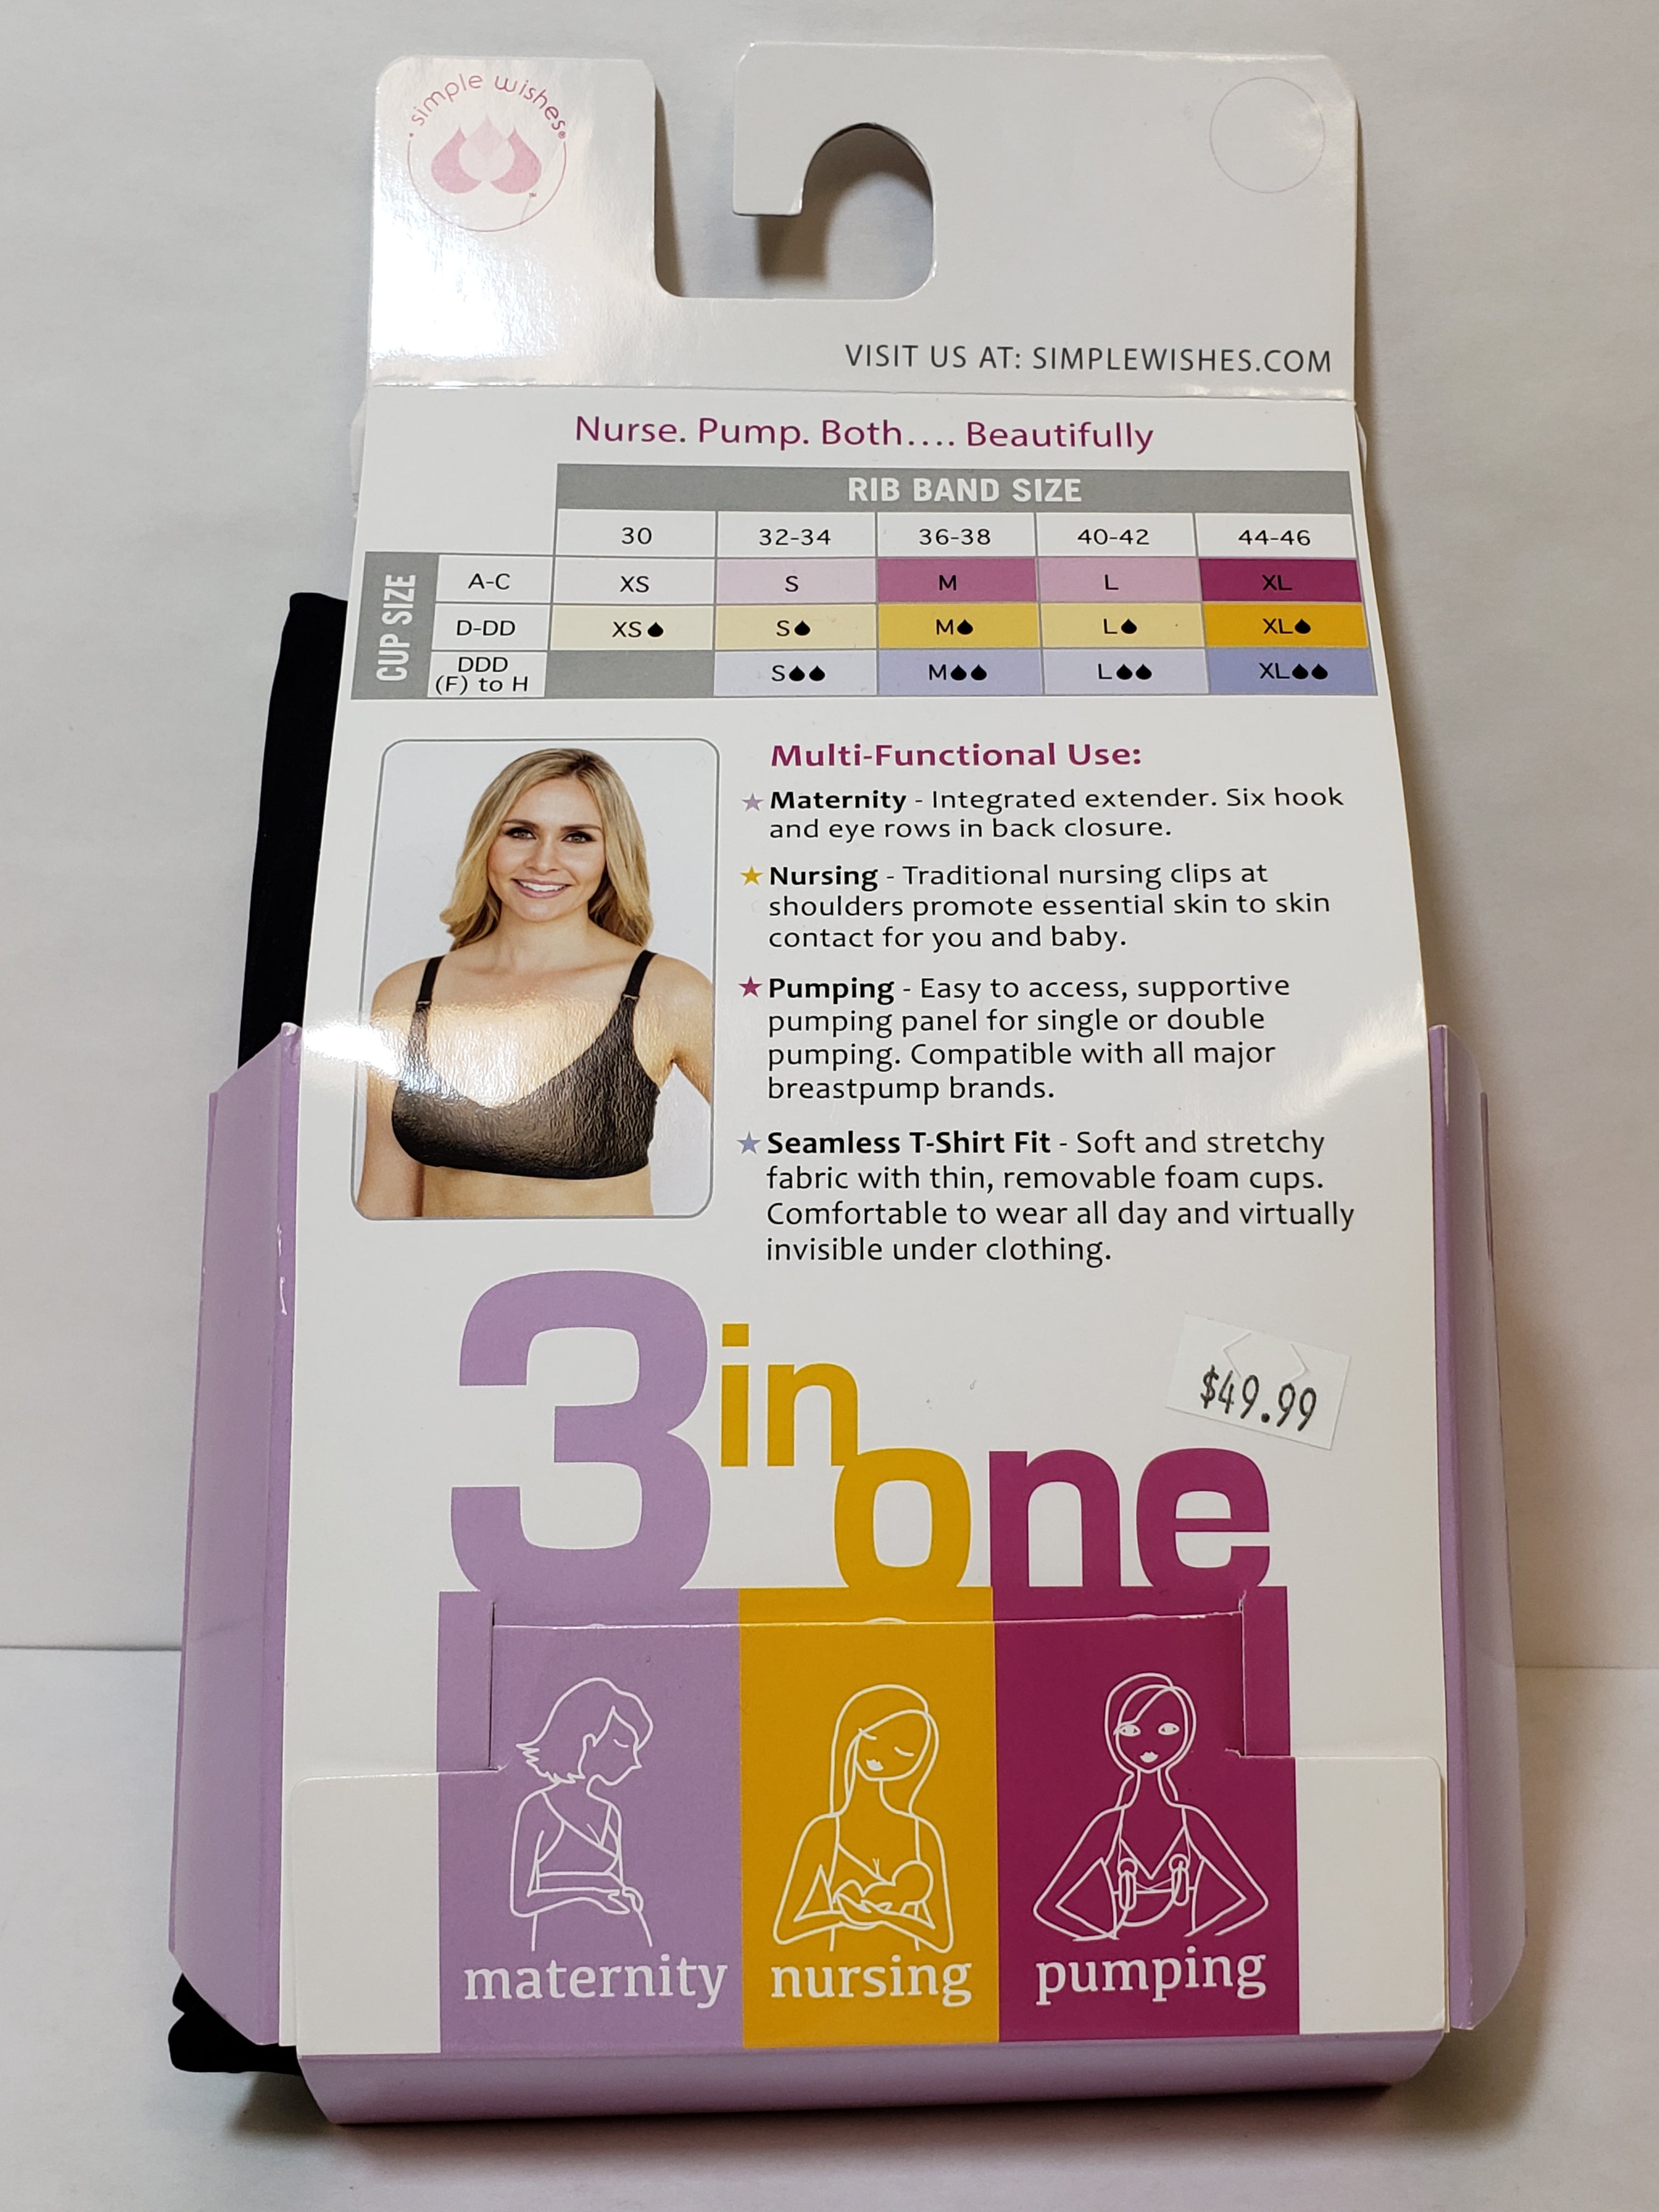 simple wishes®
VISIT US AT: SIMPLEWISHES.COM
Nurse. Pump. Both.... Beautifully
RIB BAND SIZE
30 32-34 36-38 40-42 44-46
CUP SIZE
A-C XS S M L XL
D-DD XS S M L XL
DDD
(F) to H S M L XL
Multi-Functional Use:
Maternity - Integrated extender. Six hook
and eye rows in back closure.
Nursing - Traditional nursing clips at
shoulders promote essential skin to skin
contact for you and baby.
Pumping - Easy to access, supportive
pumping panel for single or double
pumping. Compatible with all major
breastpump brands.
Seamless T-Shirt Fit - Soft and stretchy
fabric with thin, removable foam cups.
Comfortable to wear all day and virtually
invisible under clothing.
3 in one
$49.99
maternity nursing pumping